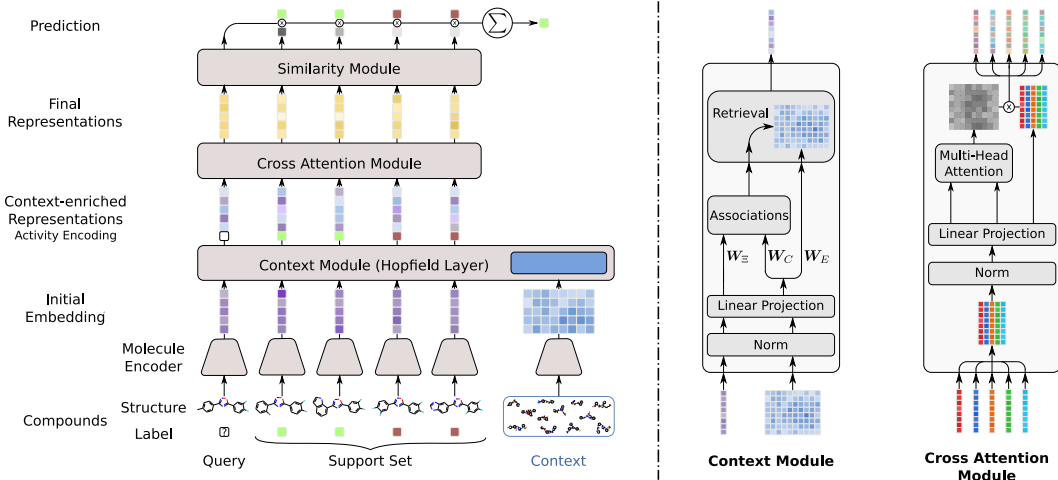 Prediction
Σ
Similarity Module
Final
Representations
Cross Attention Module
Context-enriched
Representations
Activity Encoding
Context Module (Hopfield Layer)
Initial
Embedding
Molecule
Encoder
Compounds
Structure
Label
?
Query
Support Set
Context
Retrieval
Associations
W_Ξ
W_C
W_E
Linear Projection
Norm
Context Module
Multi-Head
Attention
Linear Projection
Norm
Cross Attention
Module